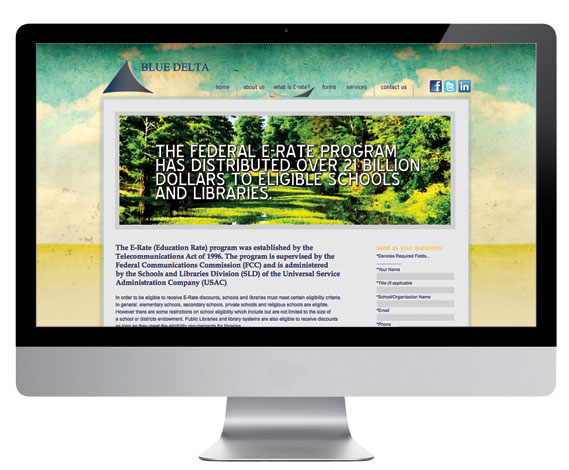 BLUE DELTA
CONSULTING
home about us what is E-rate? forms services contact us
THE FEDERAL E-RATE PROGRAM
HAS DISTRIBUTED OVER 21 BILLION
DOLLARS TO ELIGIBLE SCHOOLS
AND LIBRARIES.
The E-Rate (Education Rate) program was established by the
Telecommunications Act of 1996. The program is supervised by the
Federal Communications Commission (FCC) and is administered
by the Schools and Libraries Division (SLD) of the Universal Service
Administration Company (USAC).
In order to be eligible to receive E-Rate discounts, schools and libraries must meet certain eligibility criteria.
In general, elementary schools, secondary schools, private schools and religious schools are eligible.
However there are some restrictions on school eligibility which include but are not limited to the size of
a school or districts endowment. Public Libraries and library systems are also eligible to receive discounts
as long as they meet the eligibility requirements for libraries.
send us your questions!
*Denotes Required Fields...
*Your Name
*Title (if applicable
*School/Organization Name
*Email
*Phone